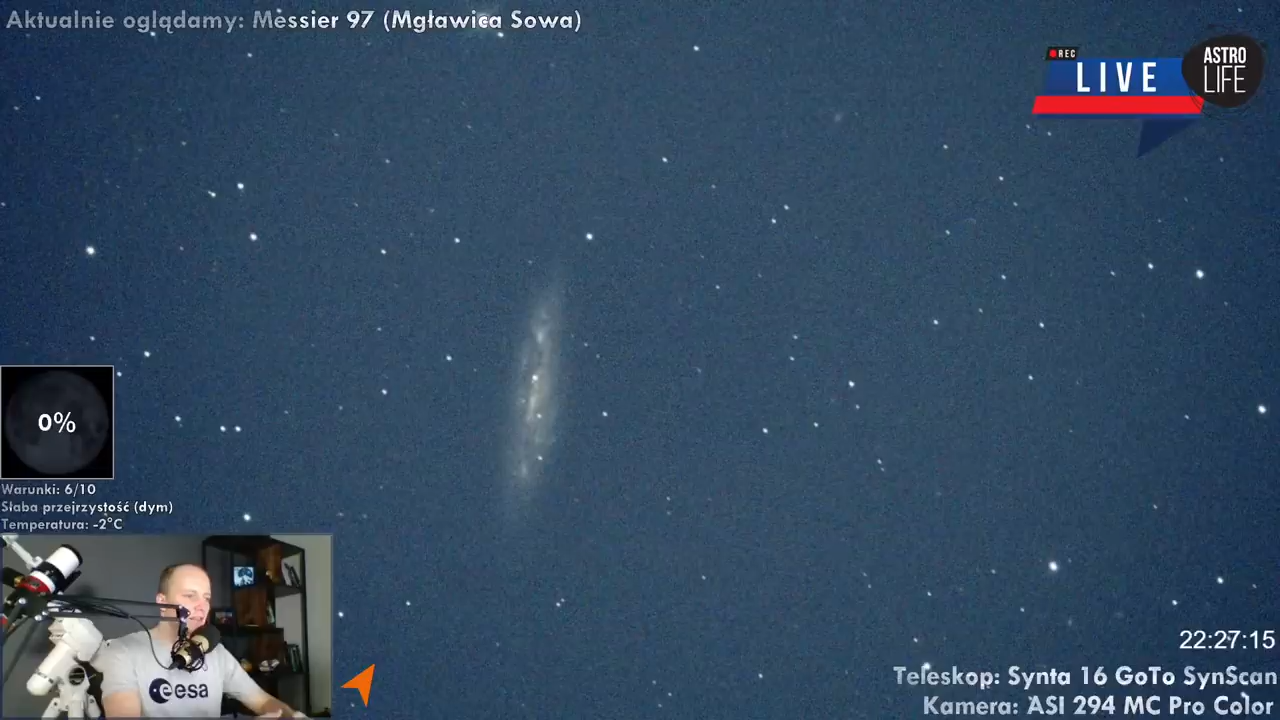 Aktualnie oglądamy: Messier 97 (Mgławica Sowa)
REC
LIVE
ASTRO
LIFE
0%
Warunki: 6/10
Słaba przejrzystość (dym)
Temperatura: -2°C
esa
22:27:15
Teleskop: Synta 16 GoTo SynScan
Kamera: ASI 294 MC Pro Color